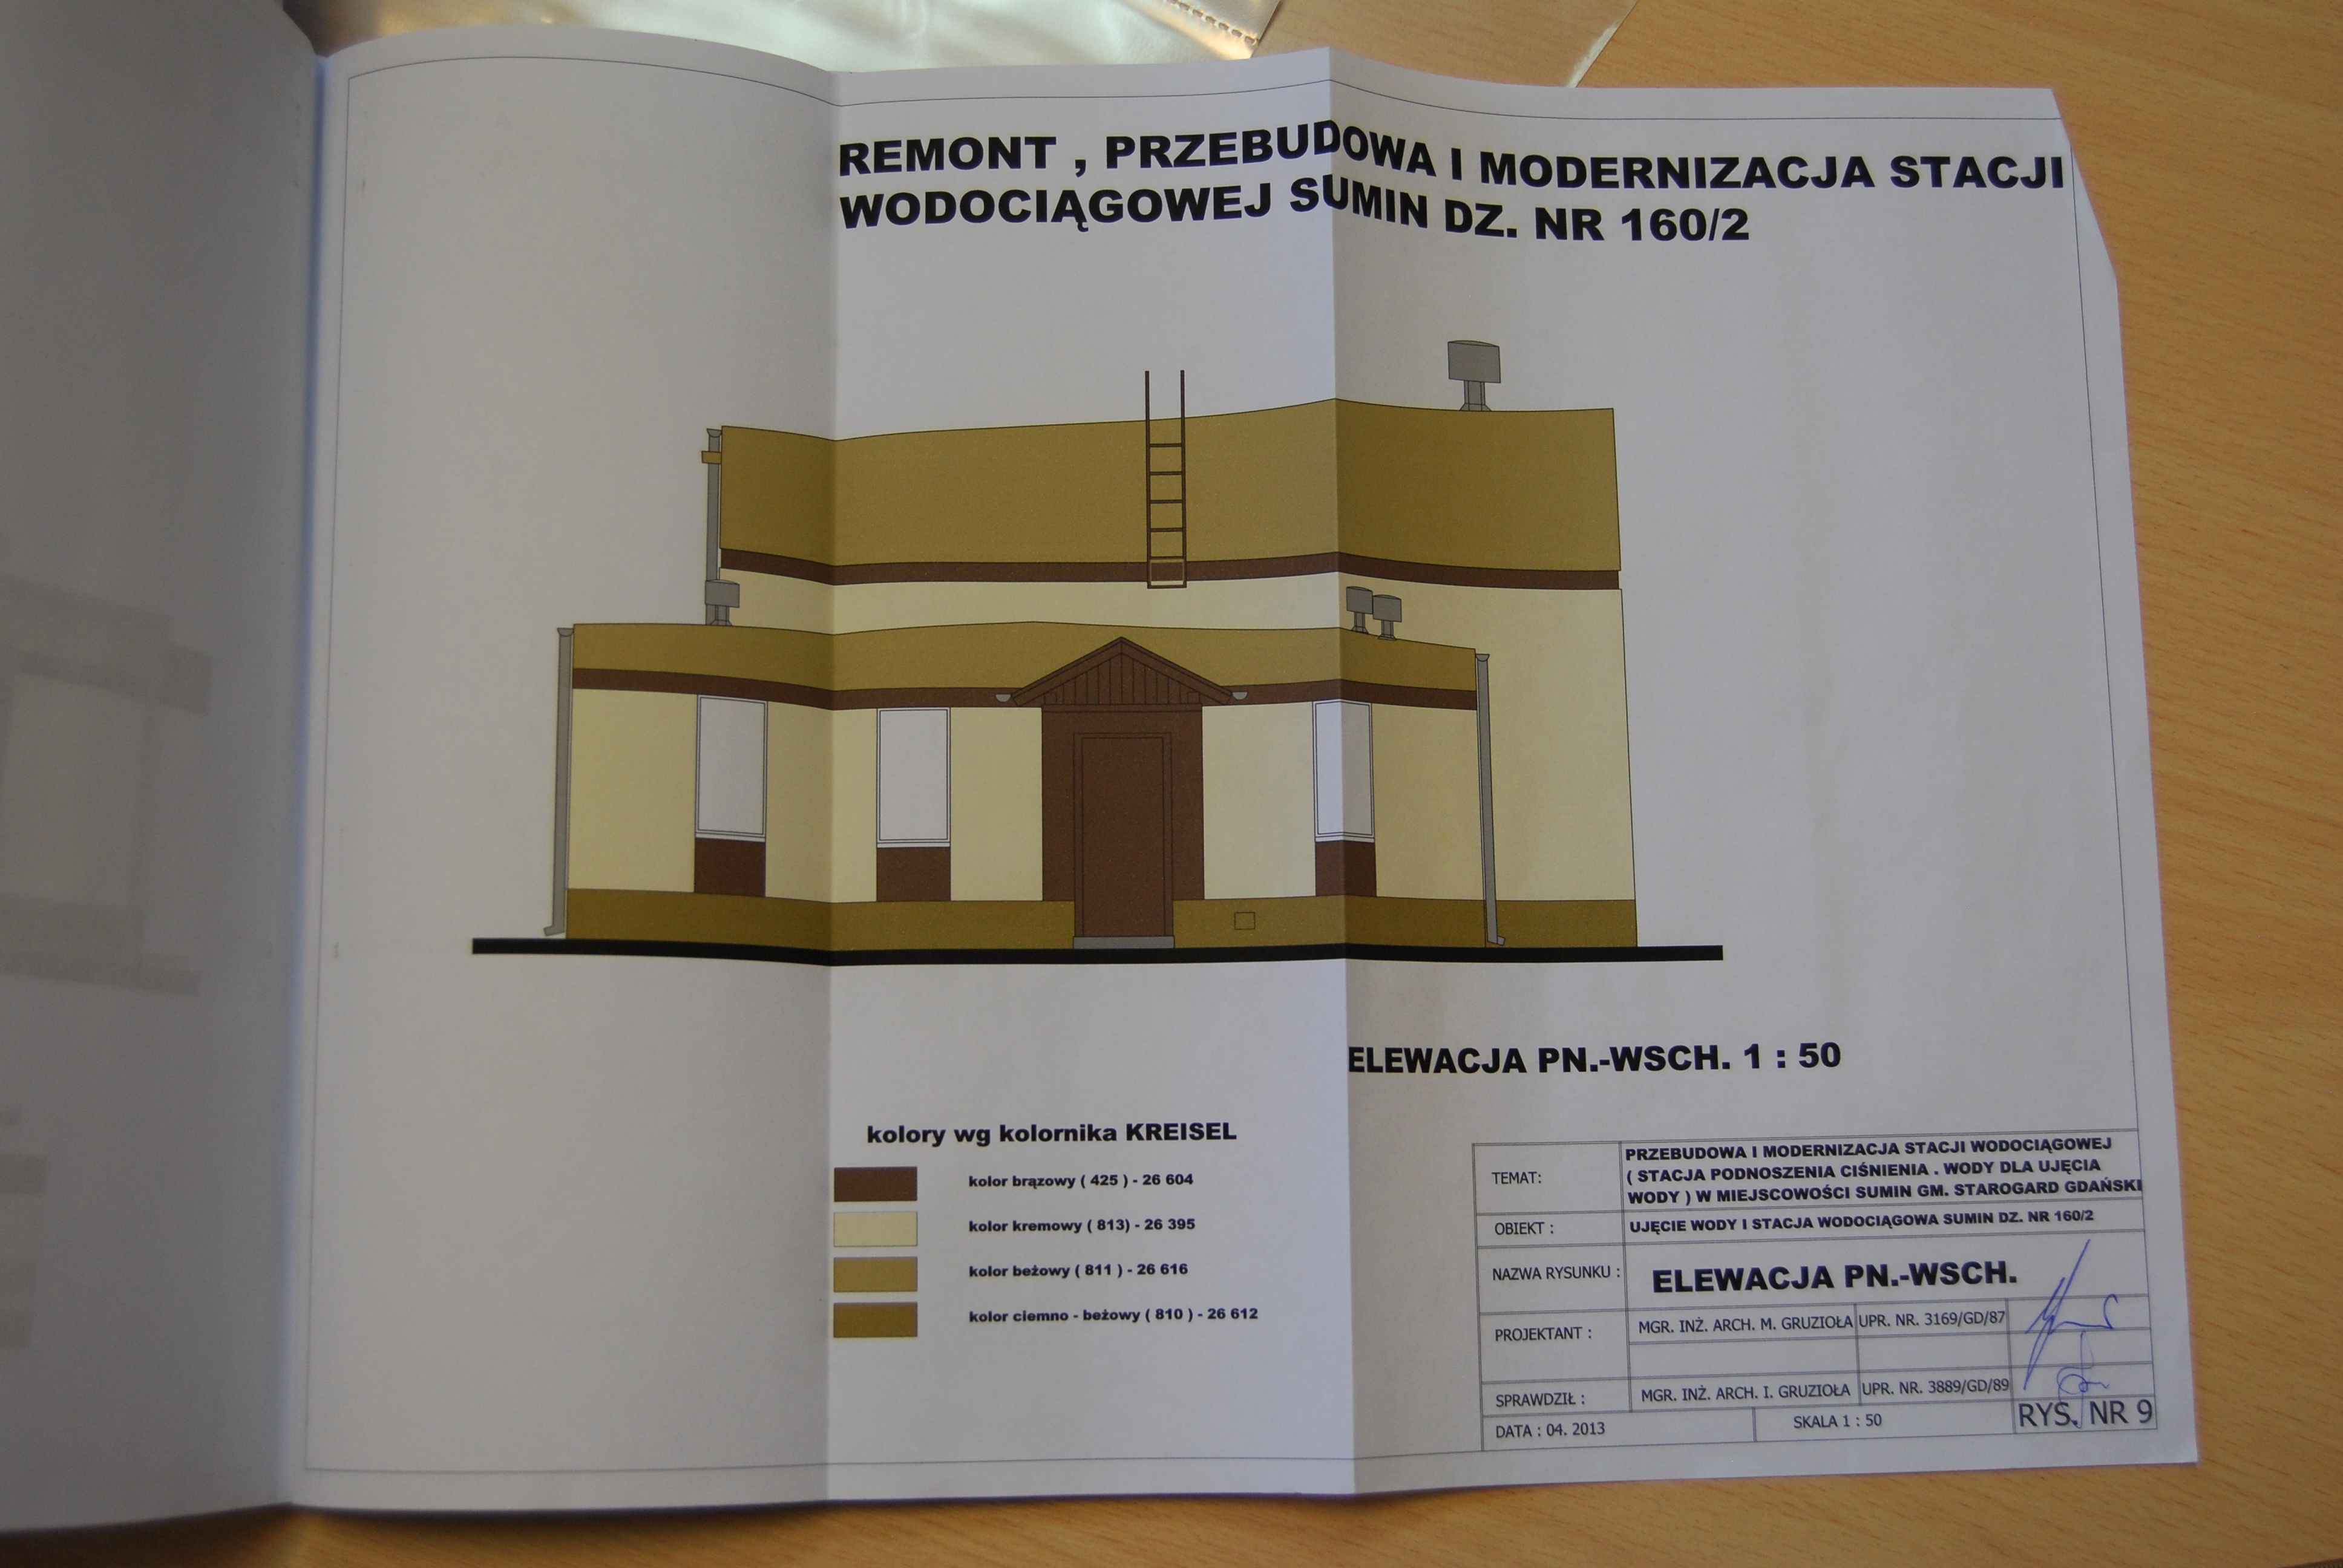 REMONT , PRZEBUDOWA I MODERNIZACJA STACJI
WODOCIĄGOWEJ SUMIN DZ. NR 160/2
ELEWACJA PN.-WSCH. 1 : 50
kolory wg kolornika KREISEL
kolor brązowy ( 425 ) - 26 604
kolor kremowy ( 813) - 26 395
kolor beżowy ( 811 ) - 26 616
kolor ciemno - beżowy ( 810 ) - 26 612
TEMAT:
PRZEBUDOWA I MODERNIZACJA STACJI WODOCIĄGOWEJ
( STACJA PODNOSZENIA CIŚNIENIA . WODY DLA UJĘCIA
WODY ) W MIEJSCOWOŚCI SUMIN GM. STAROGARD GDAŃSKI
OBIEKT : UJĘCIE WODY I STACJA WODOCIĄGOWA SUMIN DZ. NR 160/2
NAZWA RYSUNKU : ELEWACJA PN.-WSCH.
PROJEKTANT : MGR. INŻ. ARCH. M. GRUZIOŁA UPR. NR. 3169/GD/87
SPRAWDZIŁ : MGR. INŻ. ARCH. I. GRUZIOŁA UPR. NR. 3889/GD/89
DATA : 04. 2013 SKALA 1 : 50 RYS. NR 9